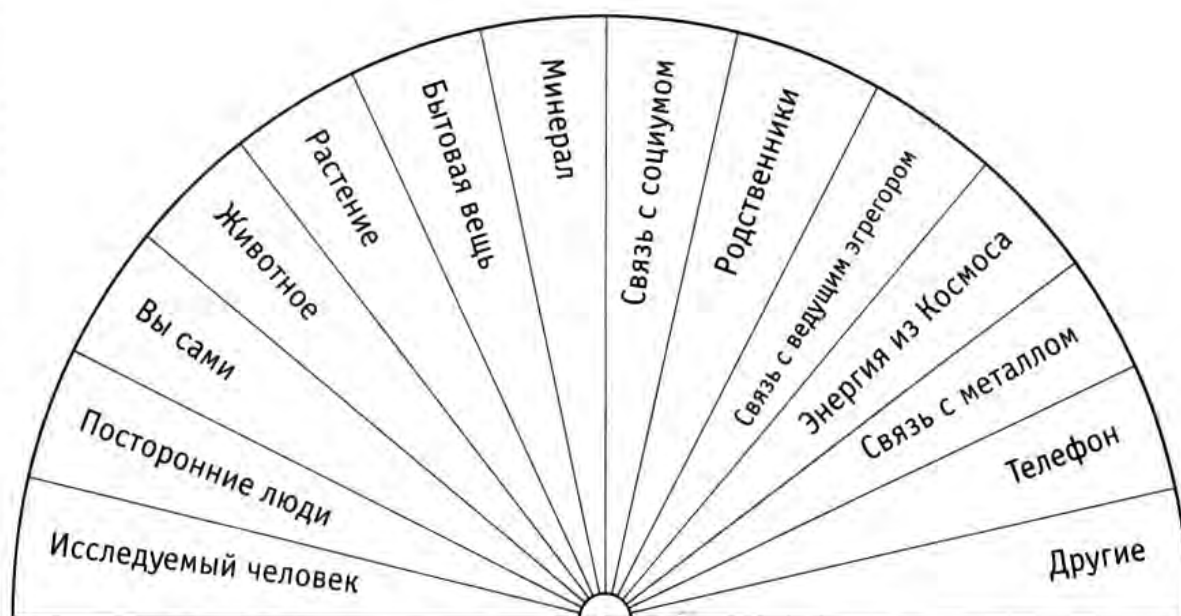 Исследуемый человек
Посторонние люди
Вы сами
Животное
Растение
Бытовая вещь
Минерал
Связь с социумом
Родственники
Связь с ведущим эгрегором
Энергия из Космоса
Связь с металлом
Телефон
Другие